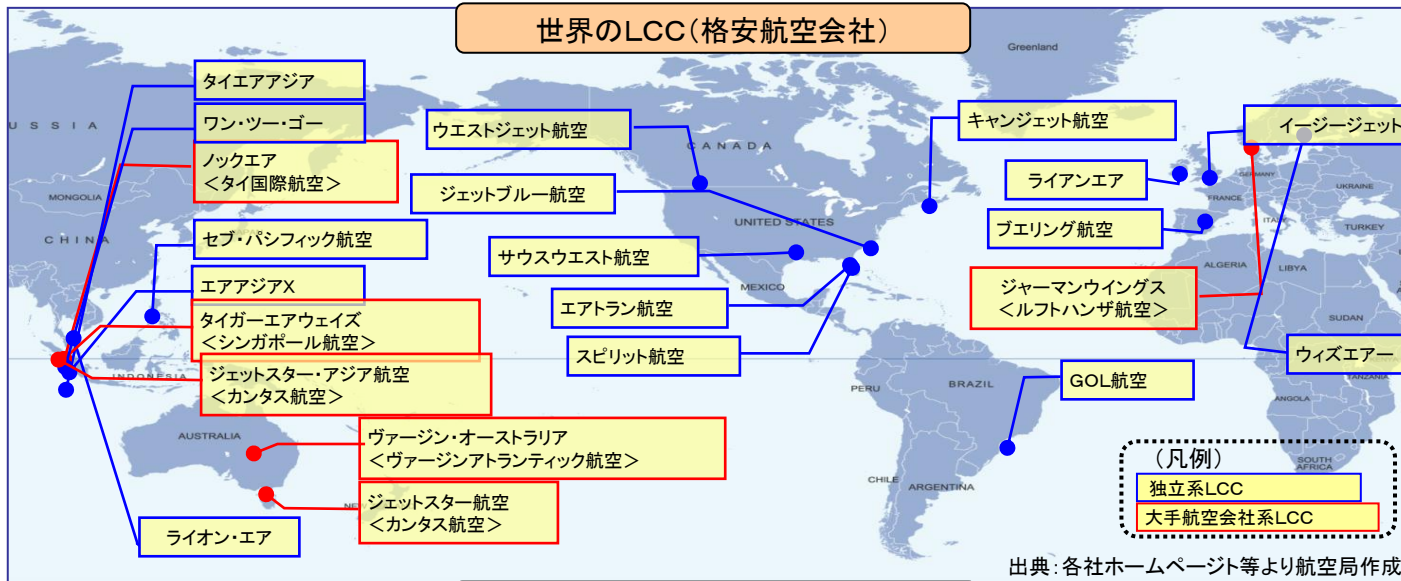 世界のLCC(格安航空会社)
Greenland
RUSSIA
MONGOLIA
CHINA
CANADA
UNITED STATES
MEXICO
タイエアアジア
ワン・ツー・ゴー
ノックエア
<タイ国際航空>
セブ・パシフィック航空
エアアジアX
タイガーエアウェイズ
<シンガポール航空>
INDONESIA
ジェットスター・アジア航空
<カンタス航空>
AUSTRALIA
ヴァージン・オーストラリア
<ヴァージンアトランティック航空>
ジェットスター航空
<カンタス航空>
ライオン・エア
ウエストジェット航空
ジェットブルー航空
サウスウエスト航空
エアトラン航空
スピリット航空
キャンジェット航空
イージージェット
ライアンエア
ブエリング航空
GERMANY
FRANCE
UKRAINE
TURKEY
ALGERIA
LIBYA
SUDAN
ジャーマンウイングス
<ルフトハンザ航空>
ウィズエアー
TANZANIA
ANGOLA
SOUTH
AFRICA
PERU
BRAZIL
GOL航空
CHILE
ARGENTINA
(凡例)
独立系LCC
大手航空会社系LCC
出典:各社ホームページト等より航空局作成